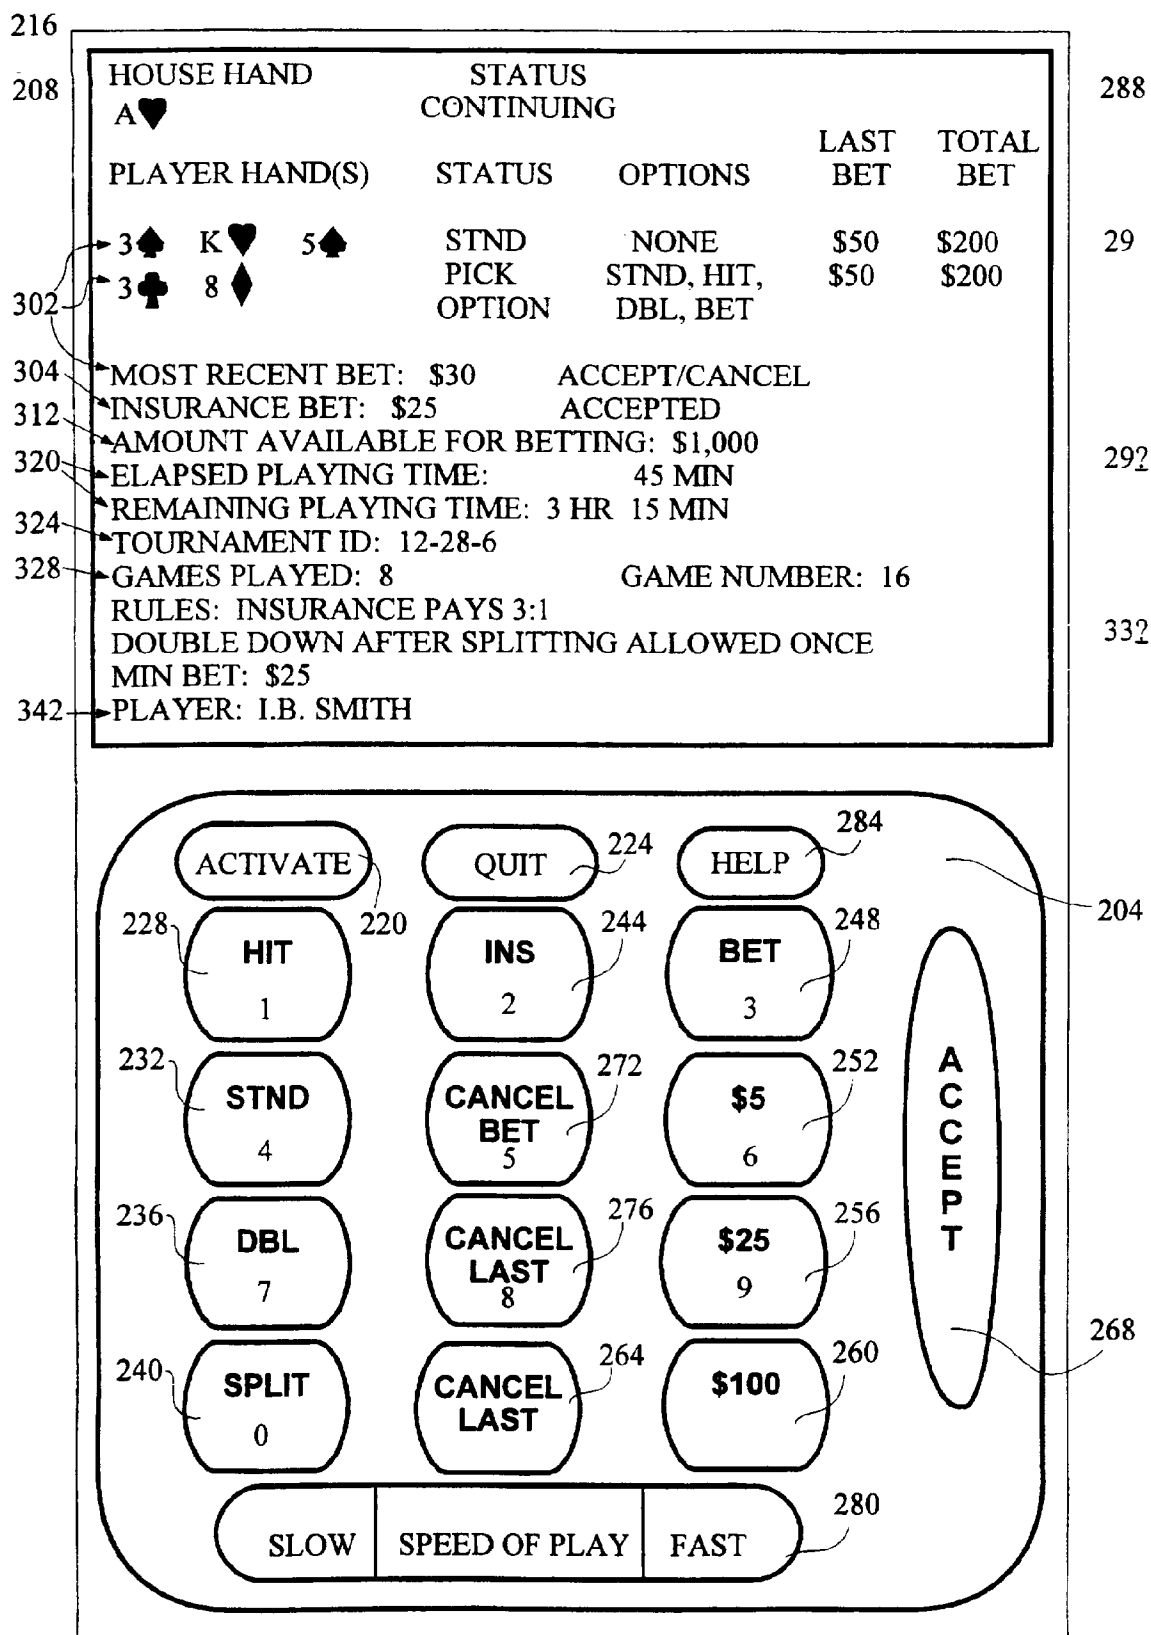 216
208
HOUSE HAND STATUS
288
A♥ CONTINUING
LAST TOTAL
PLAYER HAND(S) STATUS OPTIONS BET BET
3♠ K♥ 5♠ STND NONE $50 $200
29
3♣ 8♦ PICK STND, HIT, $50 $200
302
OPTION DBL, BET
304
MOST RECENT BET: $30 ACCEPT/CANCEL
312
INSURANCE BET: $25 ACCEPTED
AMOUNT AVAILABLE FOR BETTING: $1,000
320
ELAPSED PLAYING TIME: 45 MIN
292
REMAINING PLAYING TIME: 3 HR 15 MIN
324
TOURNAMENT ID: 12-28-6
328
GAMES PLAYED: 8 GAME NUMBER: 16
RULES: INSURANCE PAYS 3:1
332
DOUBLE DOWN AFTER SPLITTING ALLOWED ONCE
MIN BET: $25
342
PLAYER: I.B. SMITH
ACTIVATE
220
QUIT
224
HELP
284
204
228
HIT
1
INS
2
244
BET
3
248
232
STND
4
CANCEL
BET
5
272
$5
6
252
ACCEPT
236
DBL
7
CANCEL
LAST
8
276
$25
9
256
268
240
SPLIT
0
CANCEL
LAST
264
$100
260
SLOW SPEED OF PLAY FAST
280